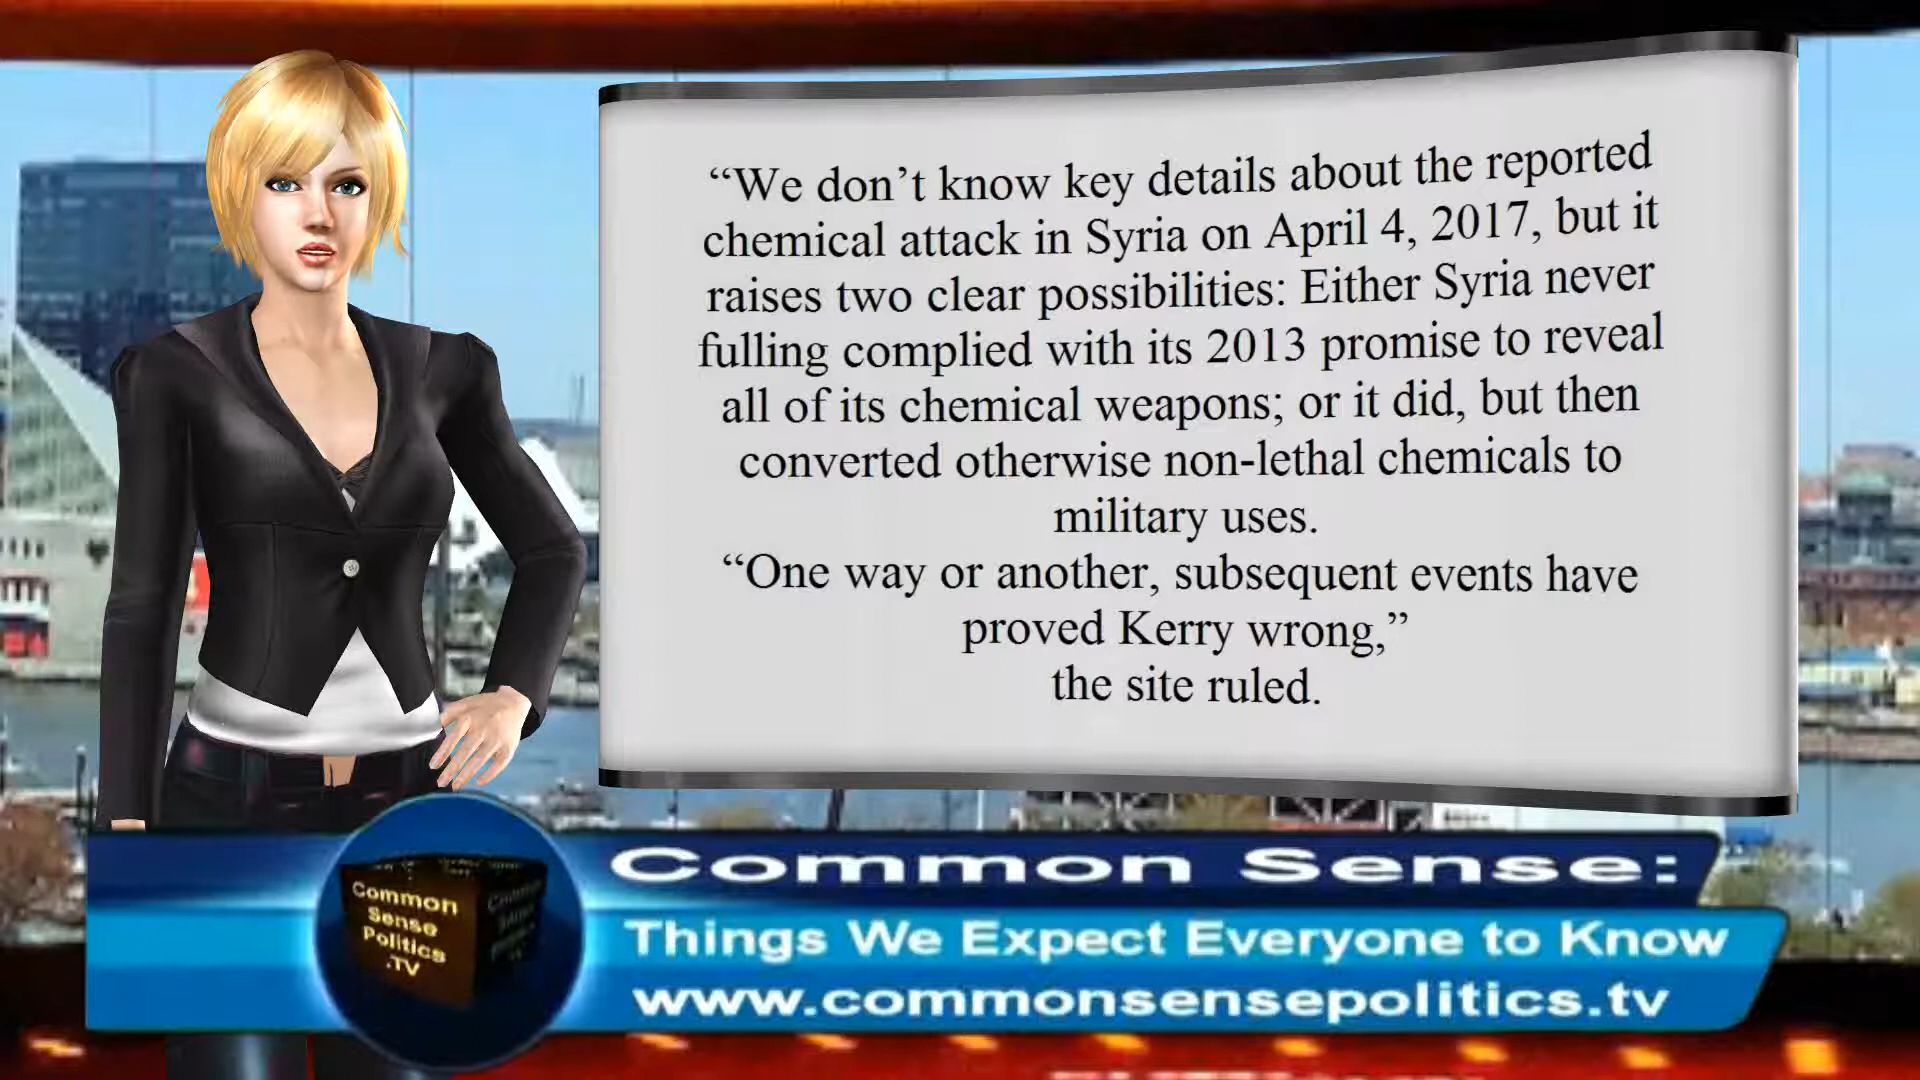 “We don’t know key details about the reported
chemical attack in Syria on April 4, 2017, but it
raises two clear possibilities: Either Syria never
fulling complied with its 2013 promise to reveal
all of its chemical weapons; or it did, but then
converted otherwise non-lethal chemicals to
military uses.
“One way or another, subsequent events have
proved Kerry wrong,”
the site ruled.
Common Sense:
Things We Expect Everyone to Know
www.commonsensepolitics.tv
Common
Sense
Politics
.TV